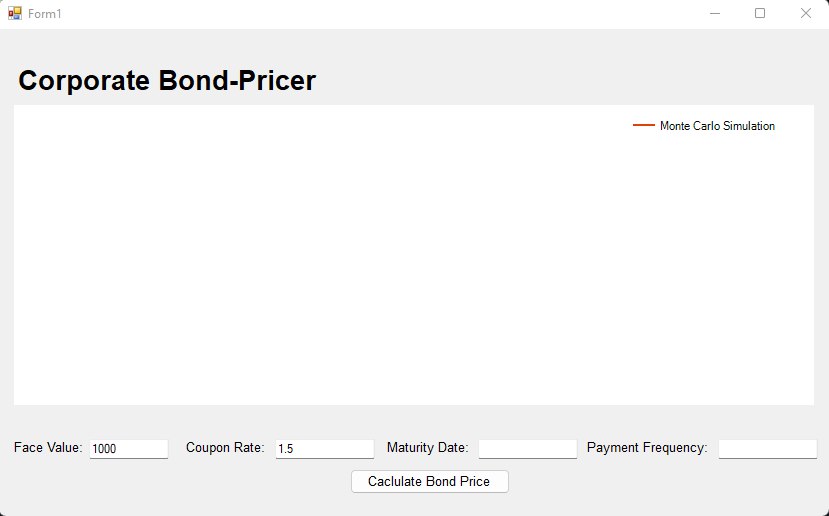 Form1
Corporate Bond-Pricer
Monte Carlo Simulation
Face Value: 1000 Coupon Rate: 1.5 Maturity Date: Payment Frequency:
Caclulate Bond Price